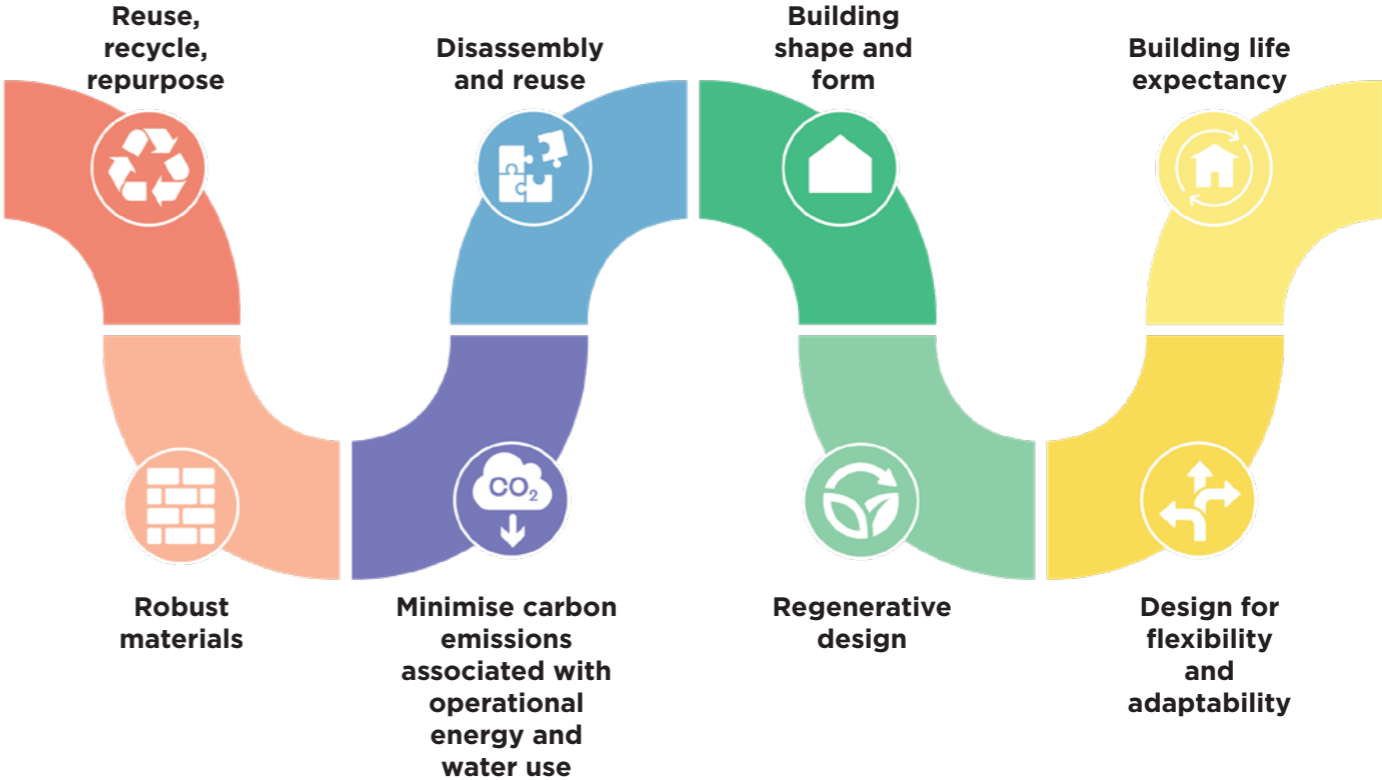 Reuse,
recycle,
repurpose
Robust
materials
Minimise carbon
emissions
associated with
operational
energy and
water use
CO₂
Disassembly
and reuse
Building
shape and
form
Regenerative
design
Design for
flexibility
and
adaptability
Building life
expectancy